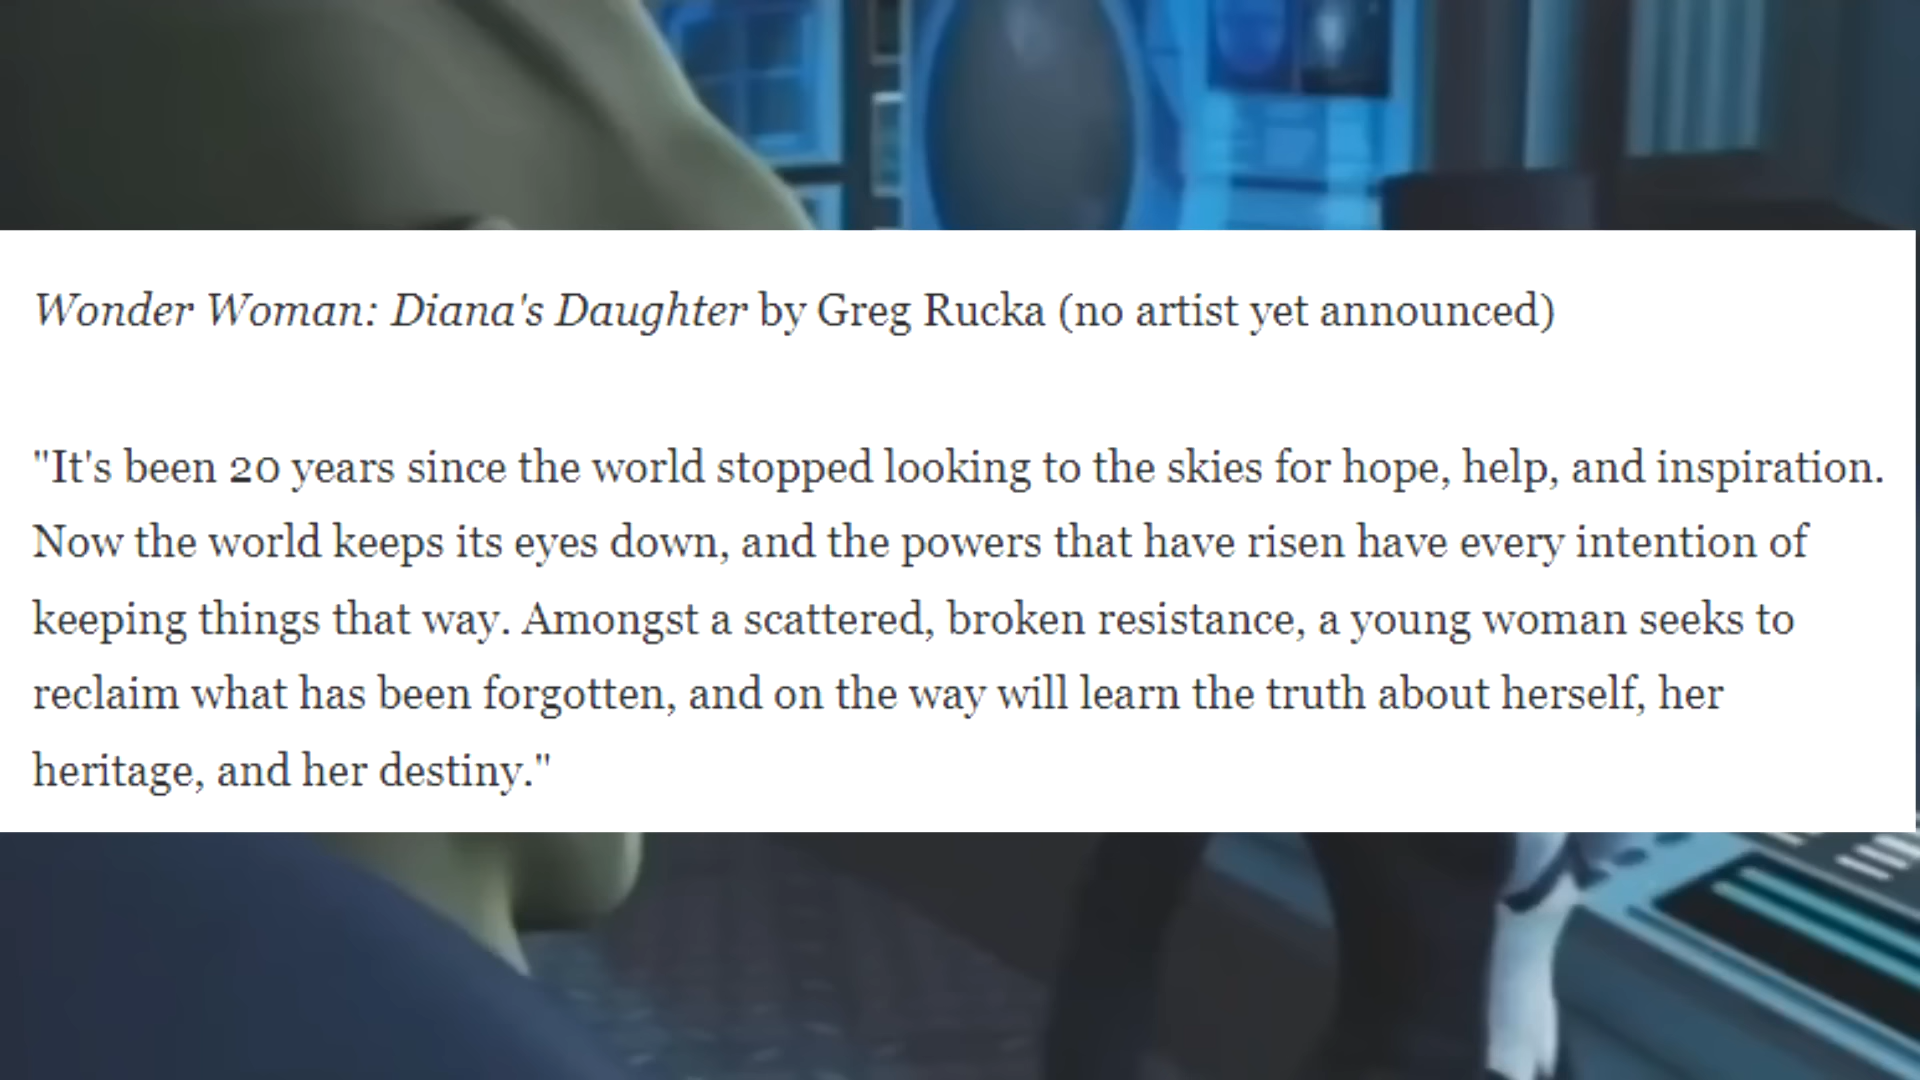 Wonder Woman: Diana's Daughter by Greg Rucka (no artist yet announced)
"It's been 20 years since the world stopped looking to the skies for hope, help, and inspiration.
Now the world keeps its eyes down, and the powers that have risen have every intention of
keeping things that way. Amongst a scattered, broken resistance, a young woman seeks to
reclaim what has been forgotten, and on the way will learn the truth about herself, her
heritage, and her destiny."